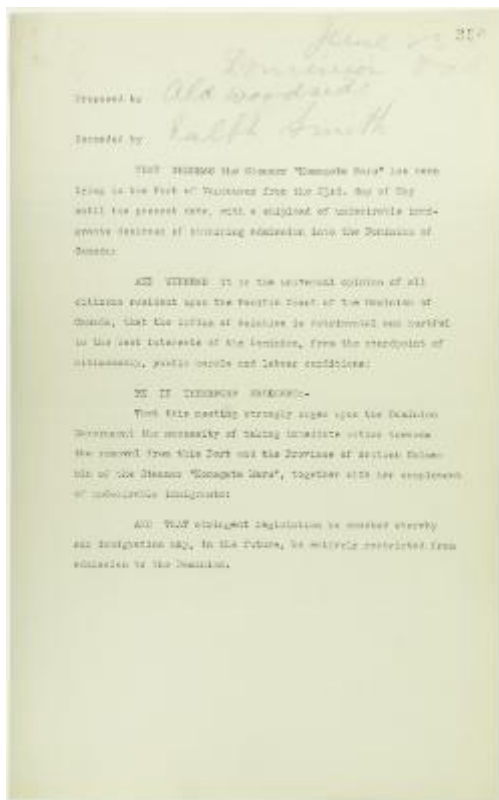 June
Dominion
Proposed by Ald Woodside
Seconded by Ralph Smith
THAT WHEREAS the Steamer "Komagata Maru" has been
lying in the Port of Vancouver from the 23rd. day of May
until the present date, with a shipload of undesirable immi-
grants desirous of securing admission into the Dominion of
Canada:
AND WHEREAS it is the universal opinion of all
citizens resident upon the Pacific Coast of the Dominion of
Canada, that the influx of Asiatics is detrimental and hurtful
to the best interests of the Dominion, from the standpoint of
citizenship, public morals and labour conditions:
BE IT THEREFORE RESOLVED:-
That this meeting strongly urges upon the Dominion
Government the necessity of taking immediate action towards
the removal from this Port and the Province of British Colum-
bia of the Steamer "Komagata Maru", together with her complement
of undesirable immigrants:
AND THAT stringent legislation be enacted whereby
such immigration may, in the future, be entirely restricted from
admission to the Dominion.